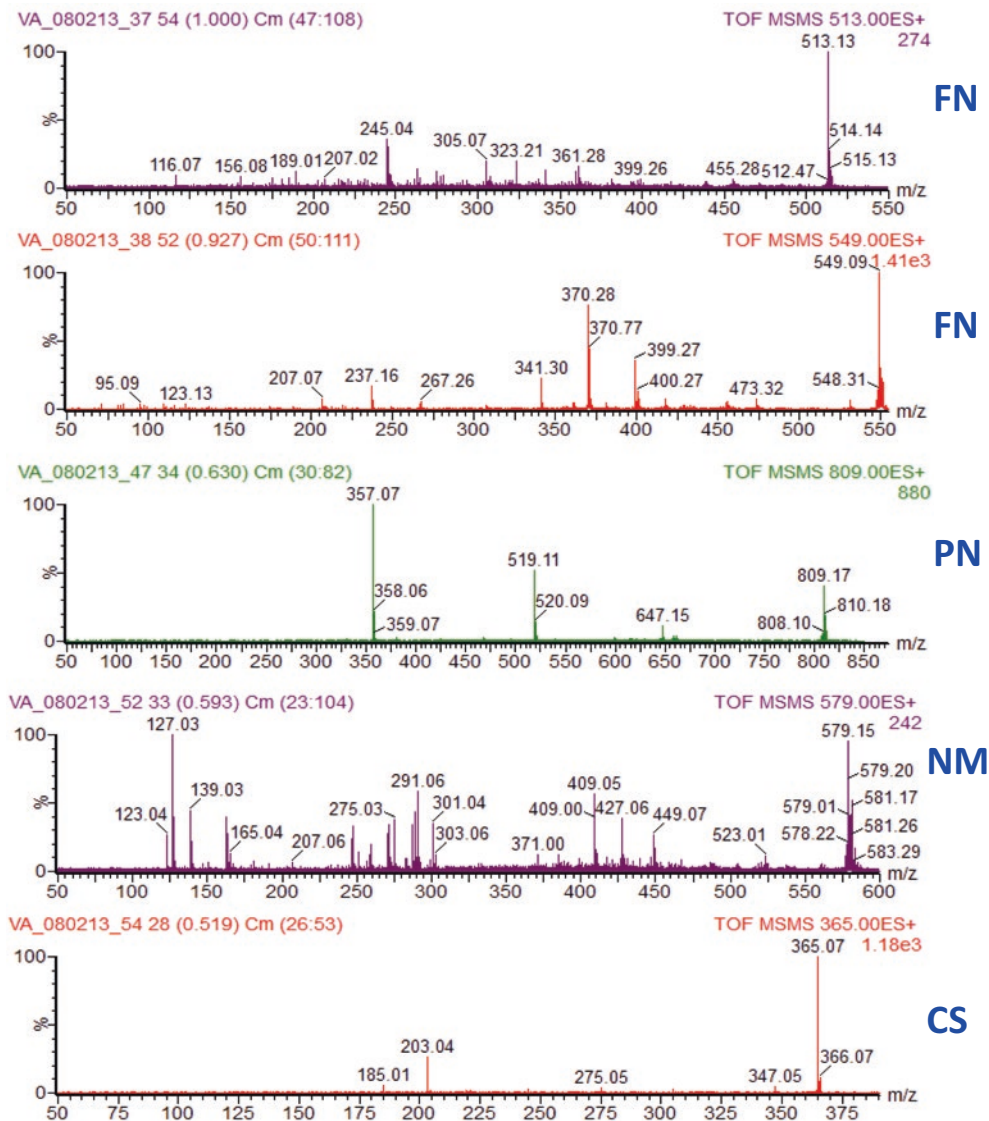 VA_080213_37 54 (1.000) Cm (47:108) TOF MSMS 513.00ES+
274
100 513.13
FN
% 245.04 305.07 323.21 361.28 514.14
116.07 156.08 189.01 207.02 399.26 455.28 512.47 515.13
0 m/z
50 100 150 200 250 300 350 400 450 500 550
VA_080213_38 52 (0.927) Cm (50:111) TOF MSMS 549.00ES+
549.09 1.41e3
100 370.28
FN
370.77
% 341.30 399.27
95.09 123.13 207.07 237.16 267.26 400.27 473.32 548.31
0 m/z
50 100 150 200 250 300 350 400 450 500 550
VA_080213_47 34 (0.630) Cm (30:82) TOF MSMS 809.00ES+
880
100 357.07
PN
519.11 809.17
% 358.06 520.09 810.18
359.07 647.15 808.10
0 m/z
50 100 150 200 250 300 350 400 450 500 550 600 650 700 750 800 850
VA_080213_52 33 (0.593) Cm (23:104) TOF MSMS 579.00ES+
242
100 127.03 579.15
NM
579.20
139.03 291.06 409.05 579.01 581.17
% 123.04 275.03 301.04 409.00 427.06 449.07 578.22 581.26
165.04 207.06 303.06 371.00 523.01 583.29
0 m/z
50 100 150 200 250 300 350 400 450 500 550 600
VA_080213_54 28 (0.519) Cm (26:53) TOF MSMS 365.00ES+
1.18e3
100 365.07
CS
% 203.04 366.07
185.01 275.05 347.05
0 m/z
50 75 100 125 150 175 200 225 250 275 300 325 350 375